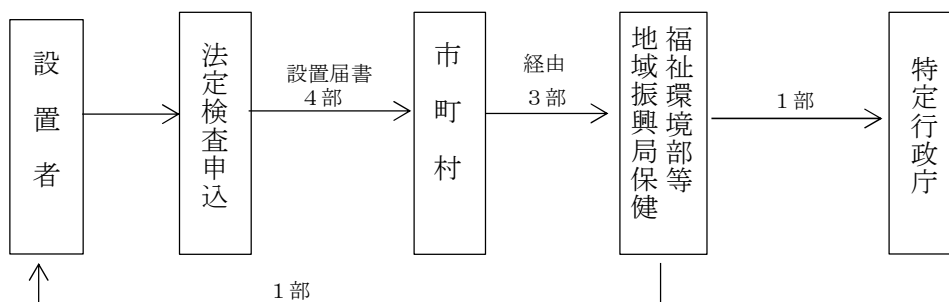 設置者
法定検査申込
設置届書
4部
市町村
経由
3部
福祉環境部等
地域振興局保健
1部
特定行政庁
1部